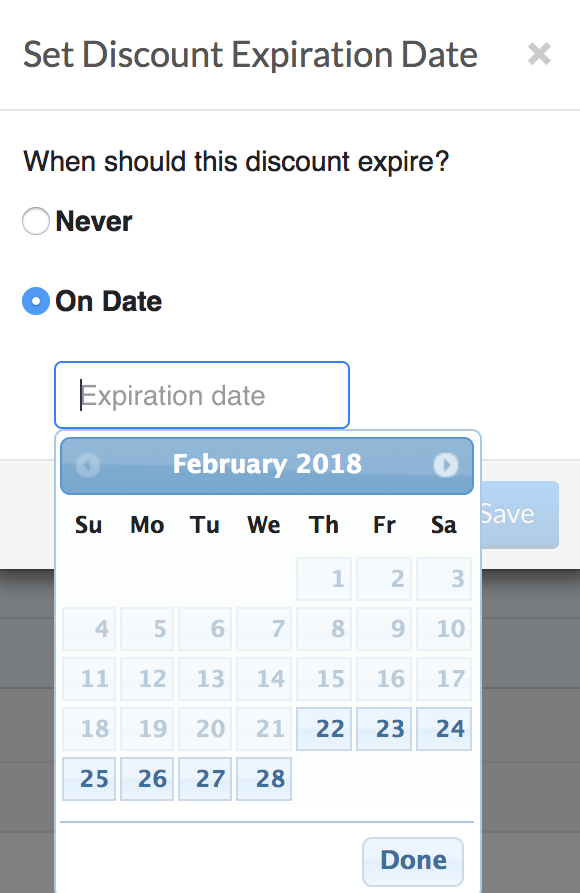 Set Discount Expiration Date ×
When should this discount expire?
Never
On Date
Expiration date
February 2018
Su Mo Tu We Th Fr Sa
1 2 3
4 5 6 7 8 9 10
11 12 13 14 15 16 17
18 19 20 21 22 23 24
25 26 27 28
Save
Done